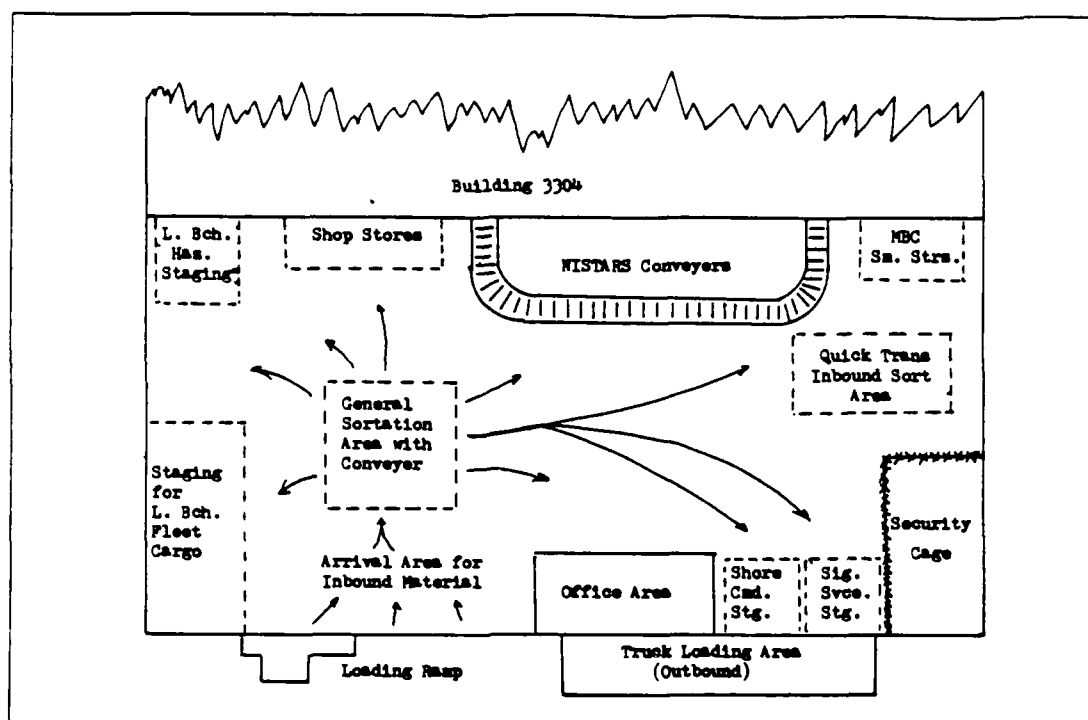 Building 3304
L. Bch.
Haz.
Staging
Shop Stores
NISTARS Conveyers
MBC
Sm. Strs.
Quick Trans
Inbound Sort
Area
General
Sortation
Area with
Conveyer
Staging
for
L. Bch.
Fleet
Cargo
Security
Cage
Arrival Area for
Inbound Material
Office Area
Shore
Cmd.
Stg.
Sig.
Svce.
Stg.
Loading Ramp
Truck Loading Area
(Outbound)